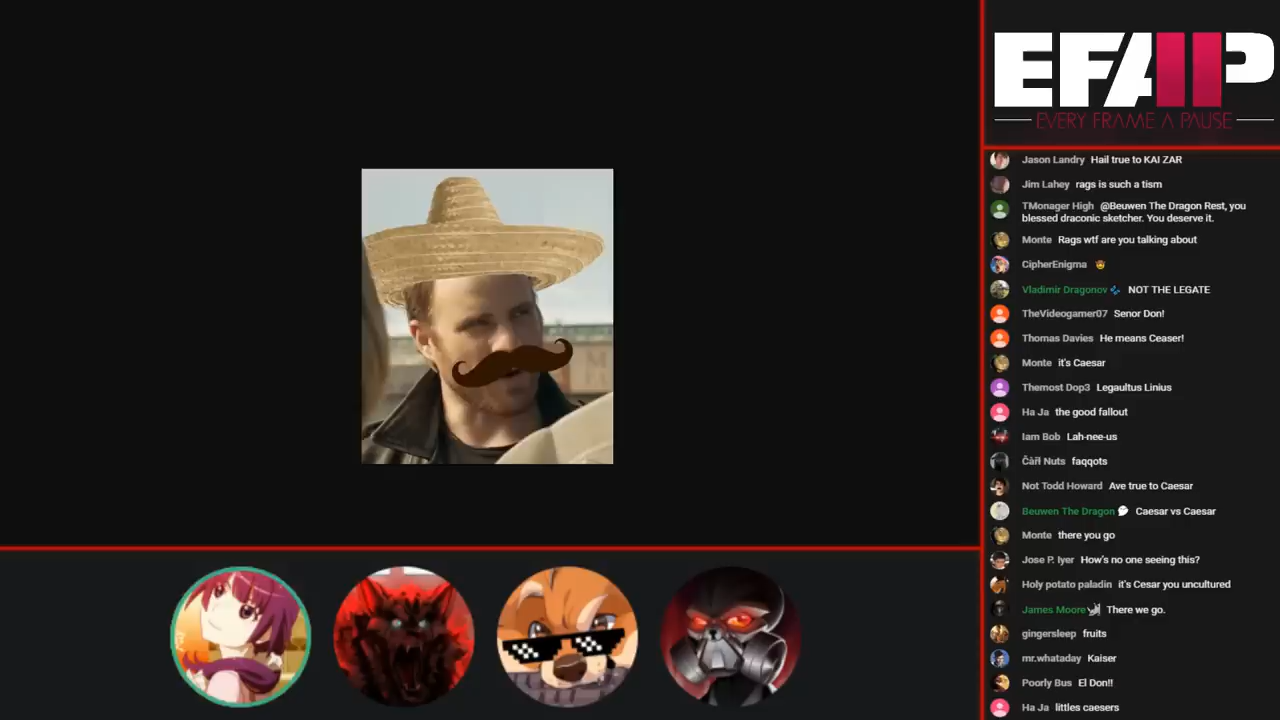 EFAP
EVERY FRAME A PAUSE
Jason Landry Hail true to KAI ZAR
Jim Lahey rags is such a tism
TMonager High @Beuwen The Dragon Rest, you
blessed draconic sketcher. You deserve it.
Monte Rags wtf are you talking about
CipherEnigma
Vladimir Dragonov NOT THE LEGATE
TheVideogamer07 Senor Don!
Thomas Davies He means Ceaser!
Monte it's Caesar
Themost Dop3 Legaultus Linius
Ha Ja the good fallout
Iam Bob Lah-nee-us
Čàřł Nuts faqqots
Not Todd Howard Ave true to Caesar
Beuwen The Dragon Caesar vs Caesar
Monte there you go
Jose P. Iyer How's no one seeing this?
Holy potato paladin it's Cesar you uncultured
James Moore There we go.
gingersleep fruits
mr.whataday Kaiser
Poorly Bus El Don!!
Ha Ja littles caesers